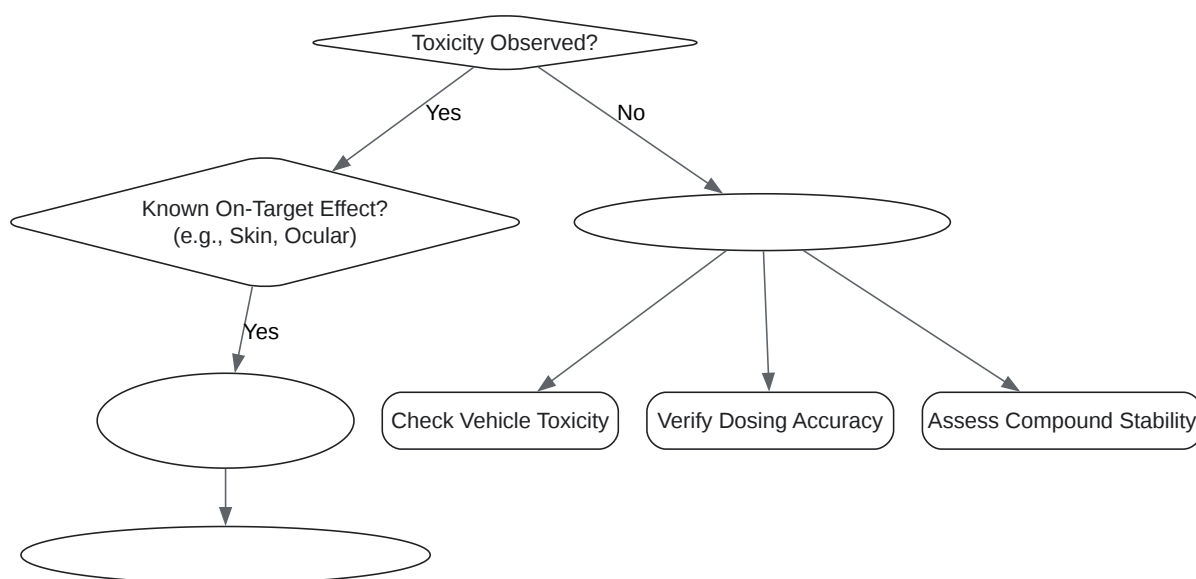 Toxicity Observed?
Yes
No
Known On-Target Effect?
(e.g., Skin, Ocular)
Yes
Check Vehicle Toxicity
Verify Dosing Accuracy
Assess Compound Stability